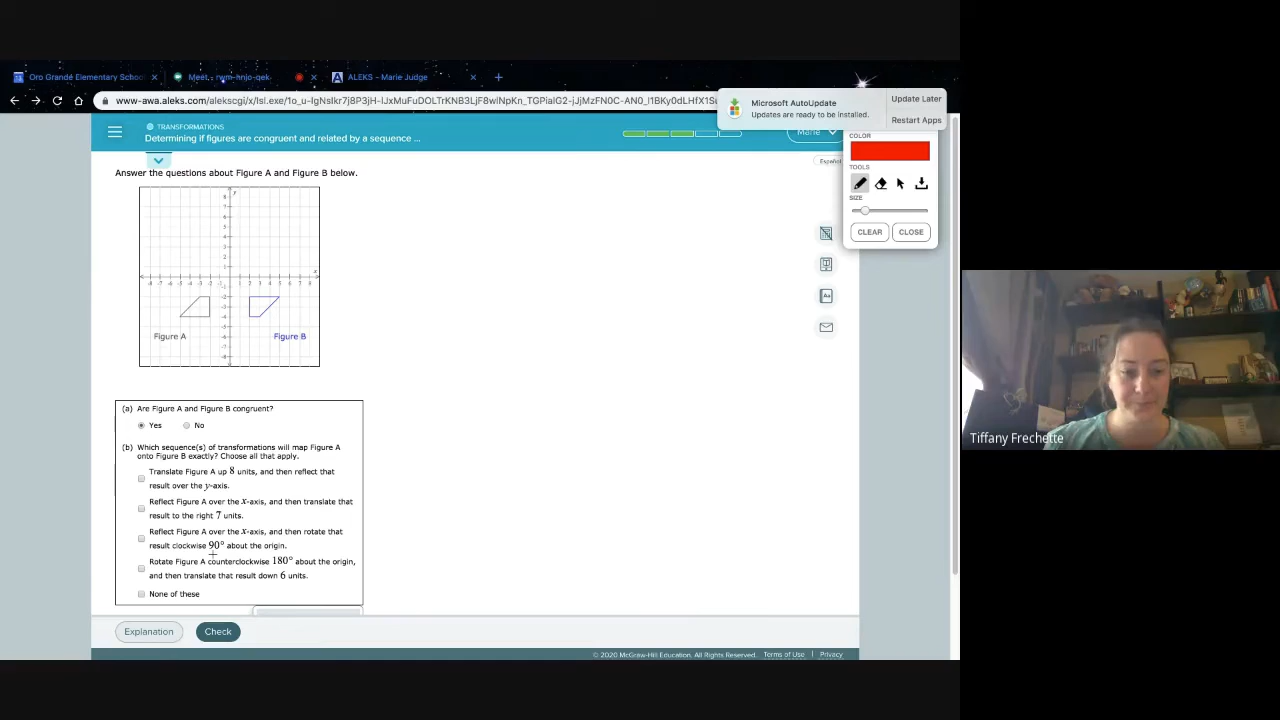 Oro Grande Elementary Schoo
Meet - rwm-hnjo-qek
ALEKS - Marie Judge
Microsoft AutoUpdate
Updates are ready to be installed.
Update Later
Restart Apps
TRANSFORMATIONS
Determining if figures are congruent and related by a sequence ...
Marie
Español
COLOR
TOOLS
SIZE
CLEAR
CLOSE
Answer the questions about Figure A and Figure B below.
y
x
Figure A
Figure B
(a) Are Figure A and Figure B congruent?
Yes
No
(b) Which sequence(s) of transformations will map Figure A
onto Figure B exactly? Choose all that apply.
Translate Figure A up 8 units, and then reflect that
result over the y-axis.
Reflect Figure A over the x-axis, and then translate that
result to the right 7 units.
Reflect Figure A over the x-axis, and then rotate that
result clockwise 90° about the origin.
Rotate Figure A counterclockwise 180° about the origin,
and then translate that result down 6 units.
None of these
Explanation
Check
© 2020 McGraw-Hill Education. All Rights Reserved. Terms of Use | Privacy
Tiffany Frechette